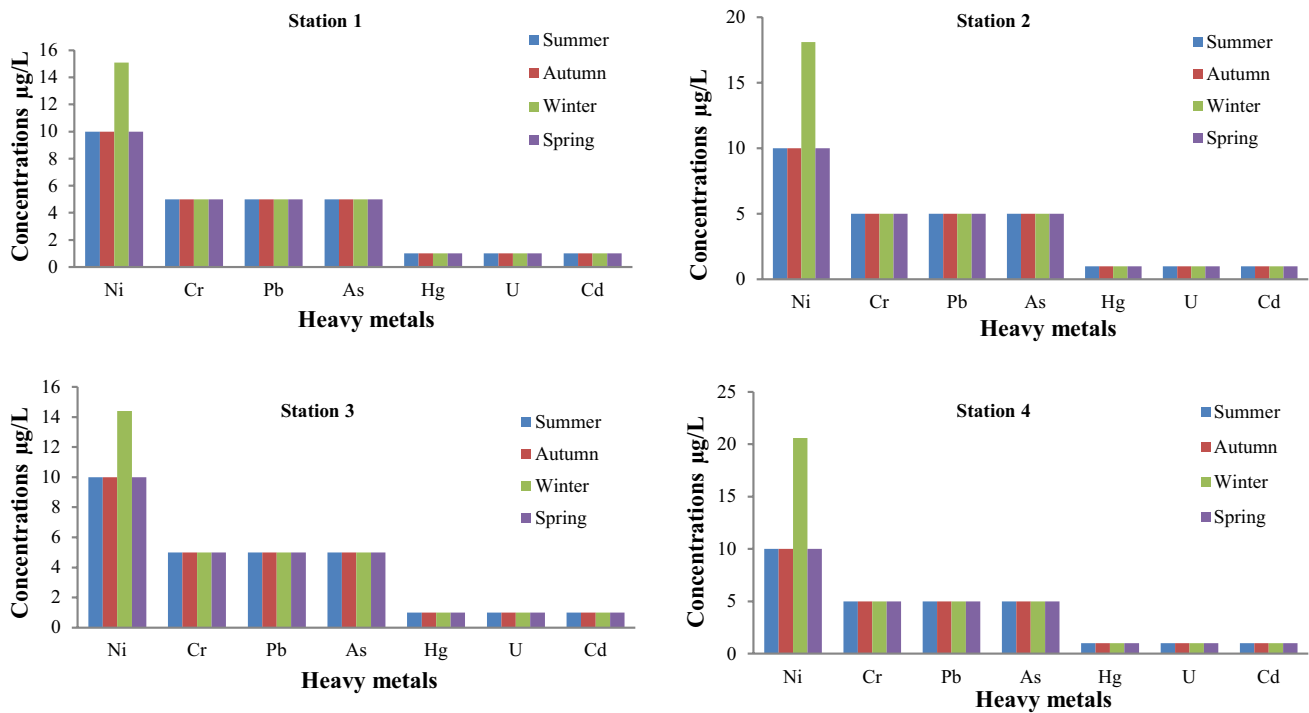 Station 1
Concentrations µg/L
16
14
12
10
8
6
4
2
0
Summer
Autumn
Winter
Spring
Ni Cr Pb As Hg U Cd
Heavy metals
Station 2
Concentrations µg/L
20
15
10
5
0
Summer
Autumn
Winter
Spring
Ni Cr Pb As Hg U Cd
Heavy metals
Station 3
Concentrations µg/L
16
14
12
10
8
6
4
2
0
Summer
Autumn
Winter
Spring
Ni Cr Pb As Hg U Cd
Heavy metals
Station 4
Concentrations µg/L
25
20
15
10
5
0
Summer
Autumn
Winter
Spring
Ni Cr Pb As Hg U Cd
Heavy metals